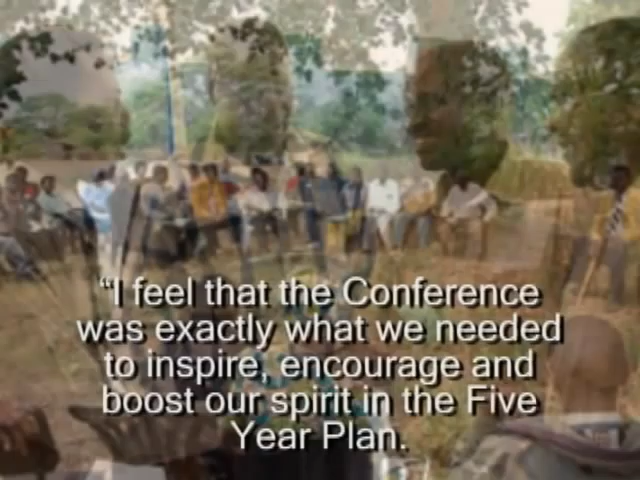 “I feel that the Conference
was exactly what we needed
to inspire, encourage and
boost our spirit in the Five
Year Plan.